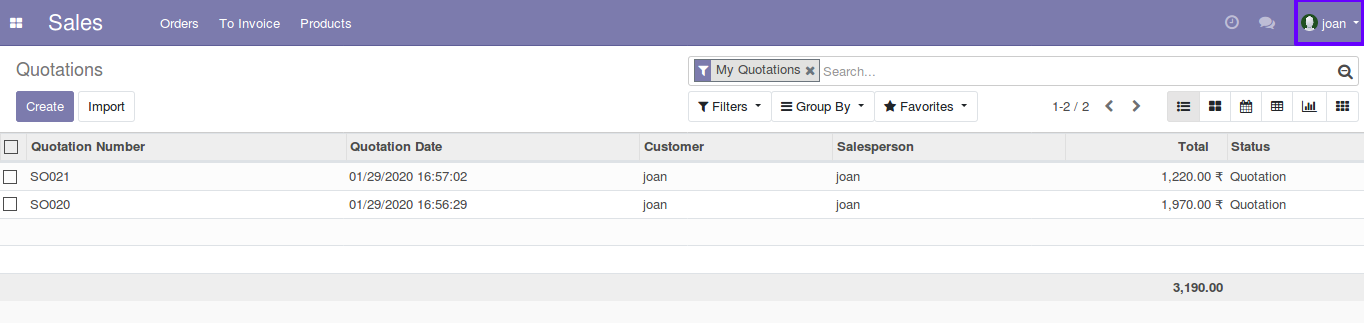 Sales Orders To Invoice Products joan
Quotations My Quotations Search...
Create Import Filters Group By Favorites 1-2 / 2
Quotation Number Quotation Date Customer Salesperson Total Status
SO021 01/29/2020 16:57:02 joan joan 1,220.00 ₹ Quotation
SO020 01/29/2020 16:56:29 joan joan 1,970.00 ₹ Quotation
3,190.00